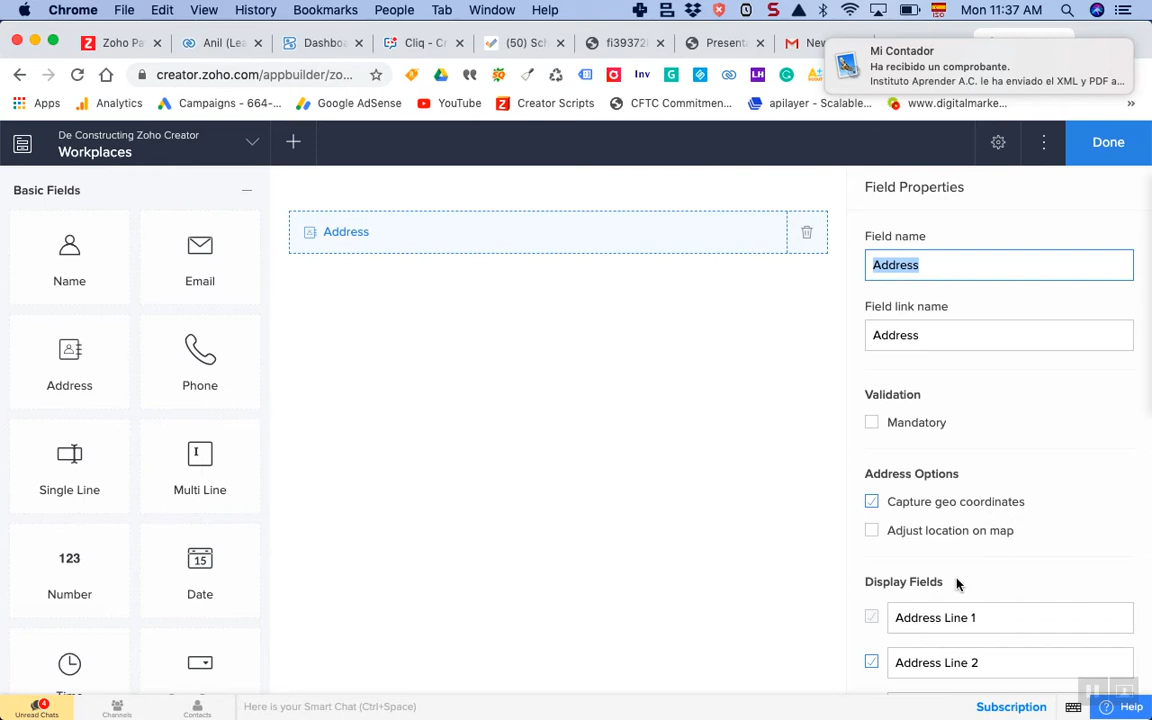 Chrome File Edit View History Bookmarks People Tab Window Help Mon 11:37 AM
Zoho Pa Anil (Lea Dashbo Cliq - Cr (50) Sch fi39372 Present New
Mi Contador
Ha recibido un comprobante.
Instituto Aprender A.C. le ha enviado el XML y PDF a...
creator.zoho.com/appbuilder/zo...
Inv LH
Apps Analytics Campaigns - 664-... Google AdSense YouTube Creator Scripts CFTC Commitmen... apilayer - Scalable... www.digitalmarke... »
De Constructing Zoho Creator
Workplaces
Done
Basic Fields
Name Email
Address Phone
Single Line Multi Line
123
Number
15
Date
Time
Address
Field Properties
Field name
Address
Field link name
Address
Validation
Mandatory
Address Options
Capture geo coordinates
Adjust location on map
Display Fields
Address Line 1
Address Line 2
4
Unread Chats Channels Contacts
Here is your Smart Chat (Ctrl+Space)
Subscription
Help